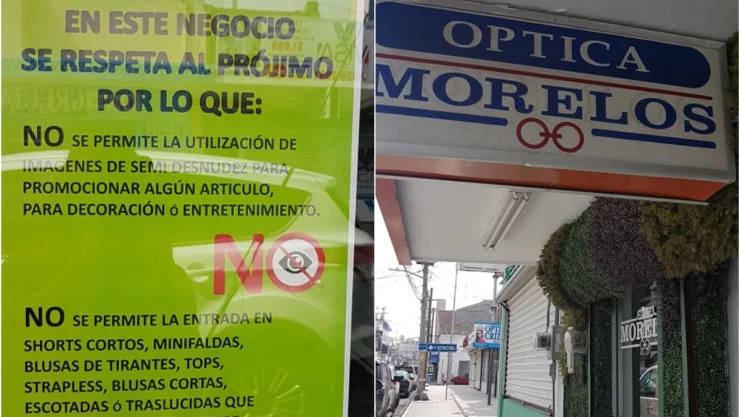 EN ESTE NEGOCIO
SE RESPETA AL PRÓJIMO
POR LO QUE:
NO SE PERMITE LA UTILIZACIÓN DE
IMAGENES DE SEMI DESNUDEZ PARA
PROMOCIONAR ALGÚN ARTICULO,
PARA DECORACIÓN ó ENTRETENIMIENTO.
NO
NO SE PERMITE LA ENTRADA EN
SHORTS CORTOS, MINIFALDAS,
BLUSAS DE TIRANTES, TOPS,
STRAPLESS, BLUSAS CORTAS,
ESCOTADAS ó TRASLUCIDAS QUE
OPTICA
MORELOS